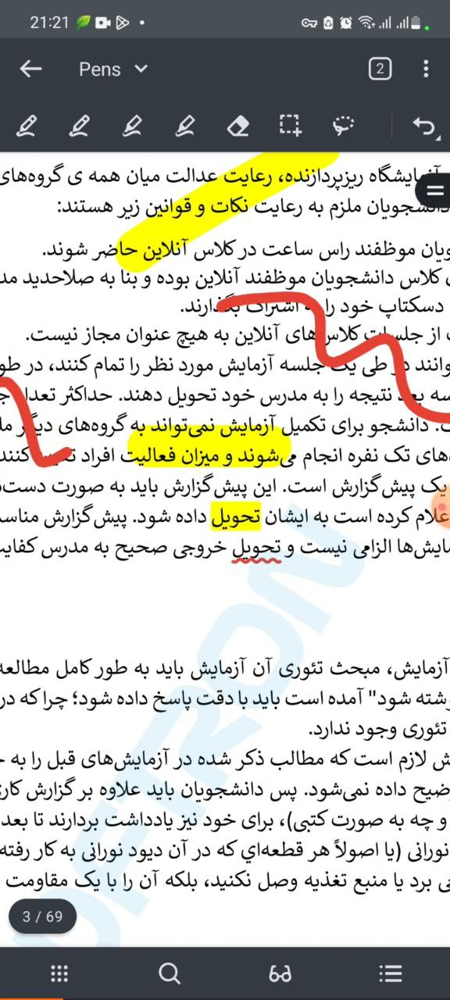 21:21
Pens
2
آزمایشگاه ریزپردازنده، رعایت عدالت میان همه ی گروه‌های
دانشجویان ملزم به رعایت نکات و قوانین زیر هستند:
ویان موظفند راس ساعت در کلاس آنلاین حاضر شوند.
کلاس دانشجویان موظفند آنلاین بوده و بنا به صلاحدید مد
دسکتاپ خود را به اشتراک بگذارند.
از جلسات کلاس‌های آنلاین به هیچ عنوان مجاز نیست.
وانند در طی یک جلسه آزمایش مورد نظر را تمام کنند، در طو
سه بعد نتیجه را به مدرس خود تحویل دهند. حداکثر تعداد ج
دانشجو برای تکمیل آزمایش نمی‌تواند به گروه‌های دیگر مل
های تک نفره انجام می‌شوند و میزان فعالیت افراد تعیین کنند
یک پیش‌گزارش است. این پیش‌گزارش باید به صورت دست‌ن
علام کرده است به ایشان تحویل داده شود. پیش‌گزارش مناس
مایش‌ها الزامی نیست و تحویل خروجی صحیح به مدرس کفایت
آزمایش، مبحث تئوری آن آزمایش باید به طور کامل مطالعه
وشته شود" آمده است باید با دقت پاسخ داده شود؛ چرا که در
تئوری وجود ندارد.
ش لازم است که مطالب ذکر شده در آزمایش‌های قبل را به خ
وضیح داده نمی‌شود. پس دانشجویان باید علاوه بر گزارش کار
و چه به صورت کتبی)، برای خود نیز یادداشت بردارند تا بعد
نورانی (یا اصولاً هر قطعه‌اي که در آن دیود نورانی به کار رفته
ی برد یا منبع تغذیه وصل نکنید، بلکه آن را با یک مقاومت
3 / 69
OFTRON